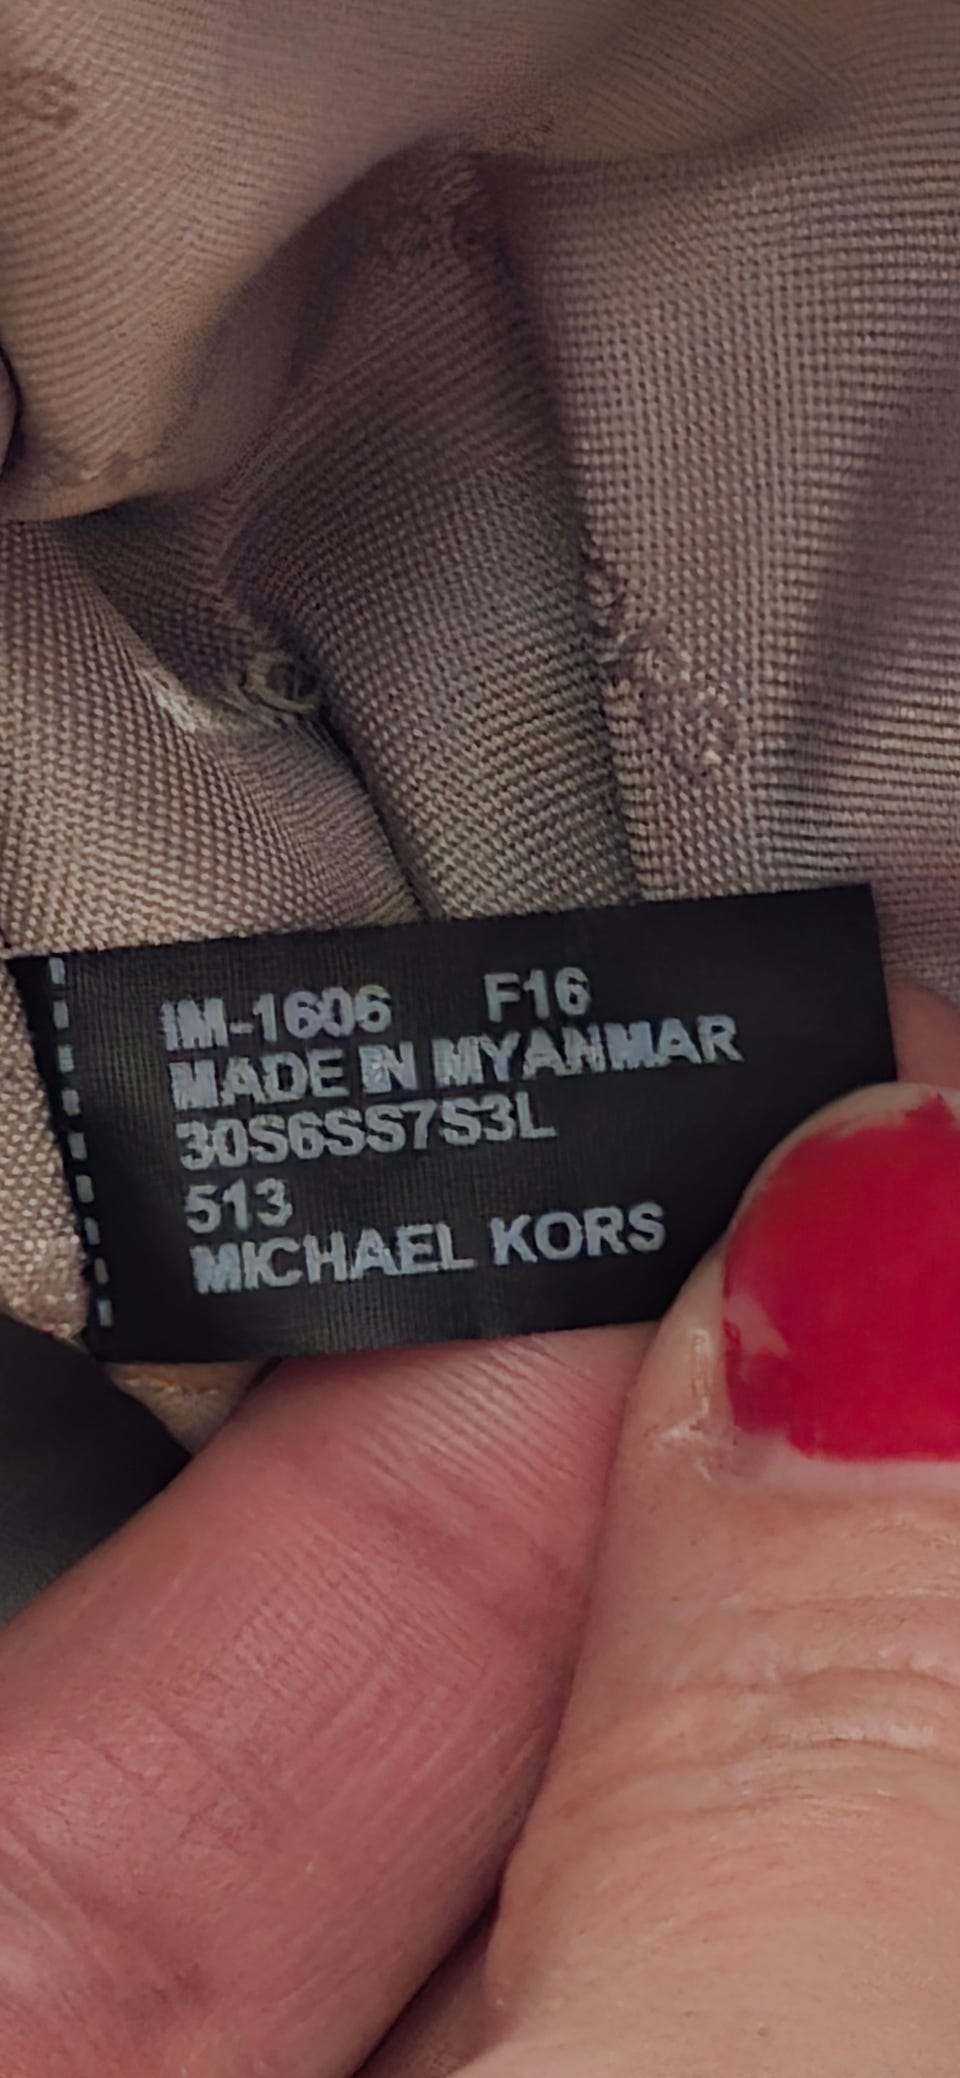 IM-1606 F16
MADE IN MYANMAR
30S6SS7S3L
513
MICHAEL KORS